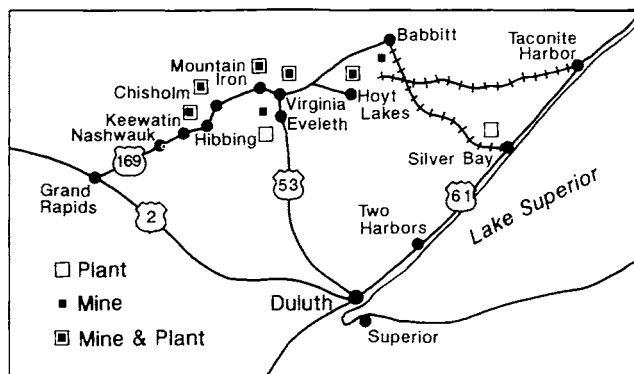 Babbitt
Taconite
Harbor
Mountain
Iron
Chisholm
Virginia
Hoyt
Lakes
Keewatin
Eveleth
Nashwauk
Hibbing
Silver Bay
169
Grand
Rapids
53
61
2
Two
Harbors
Lake Superior
Plant
Duluth
Mine
Mine & Plant
Superior